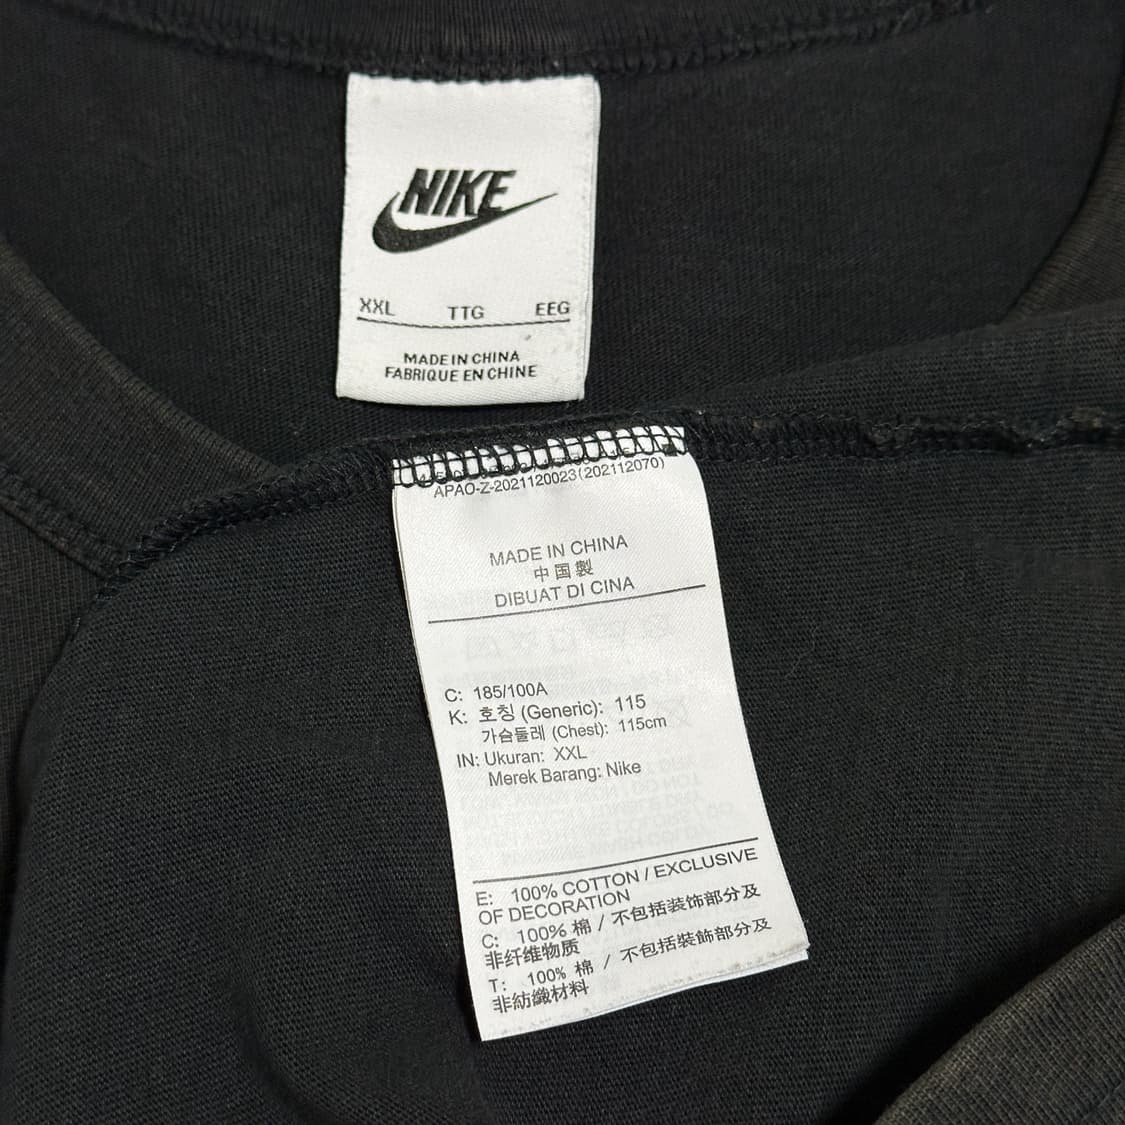 NIKE
XXL TTG EEG
MADE IN CHINA
FABRIQUE EN CHINE
APAO-Z-2021120023(202112070)
MADE IN CHINA
中国製
DIBUAT DI CINA
C: 185/100A
K: 호칭 (Generic): 115
가슴둘레 (Chest): 115cm
IN: Ukuran: XXL
Merek Barang: Nike
E: 100% COTTON / EXCLUSIVE
OF DECORATION
C: 100% 棉 / 不包括装饰部分及
非纤维物质
T: 100% 棉 / 不包括裝飾部分及
非紡織材料